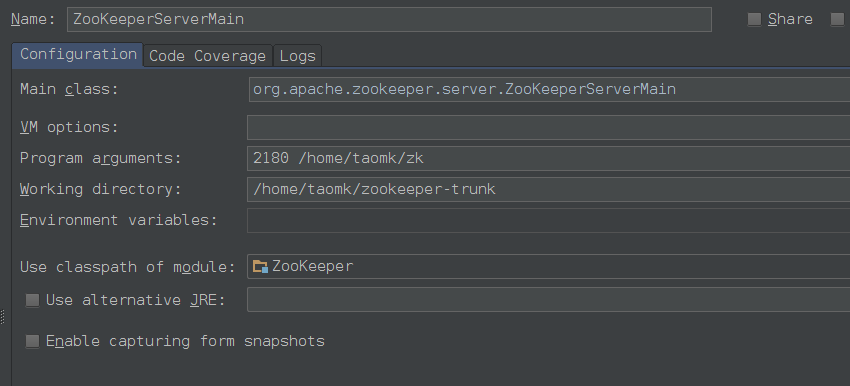 Name: ZooKeeperServerMain Share
Configuration Code Coverage Logs
Main class: org.apache.zookeeper.server.ZooKeeperServerMain
VM options:
Program arguments: 2180 /home/taomk/zk
Working directory: /home/taomk/zookeeper-trunk
Environment variables:
Use classpath of module: ZooKeeper
Use alternative JRE:
Enable capturing form snapshots